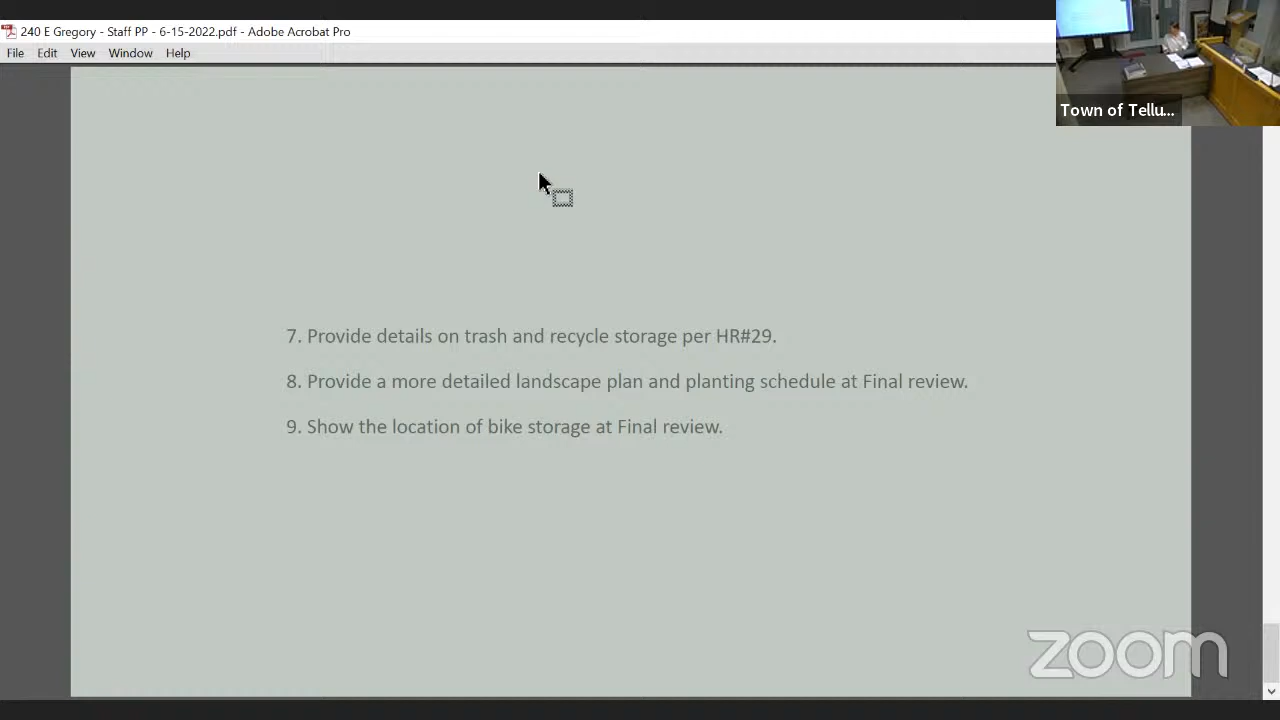 240 E Gregory - Staff PP - 6-15-2022.pdf - Adobe Acrobat Pro
File Edit View Window Help
Town of Tellu...
7. Provide details on trash and recycle storage per HR#29.
8. Provide a more detailed landscape plan and planting schedule at Final review.
9. Show the location of bike storage at Final review.
zoom